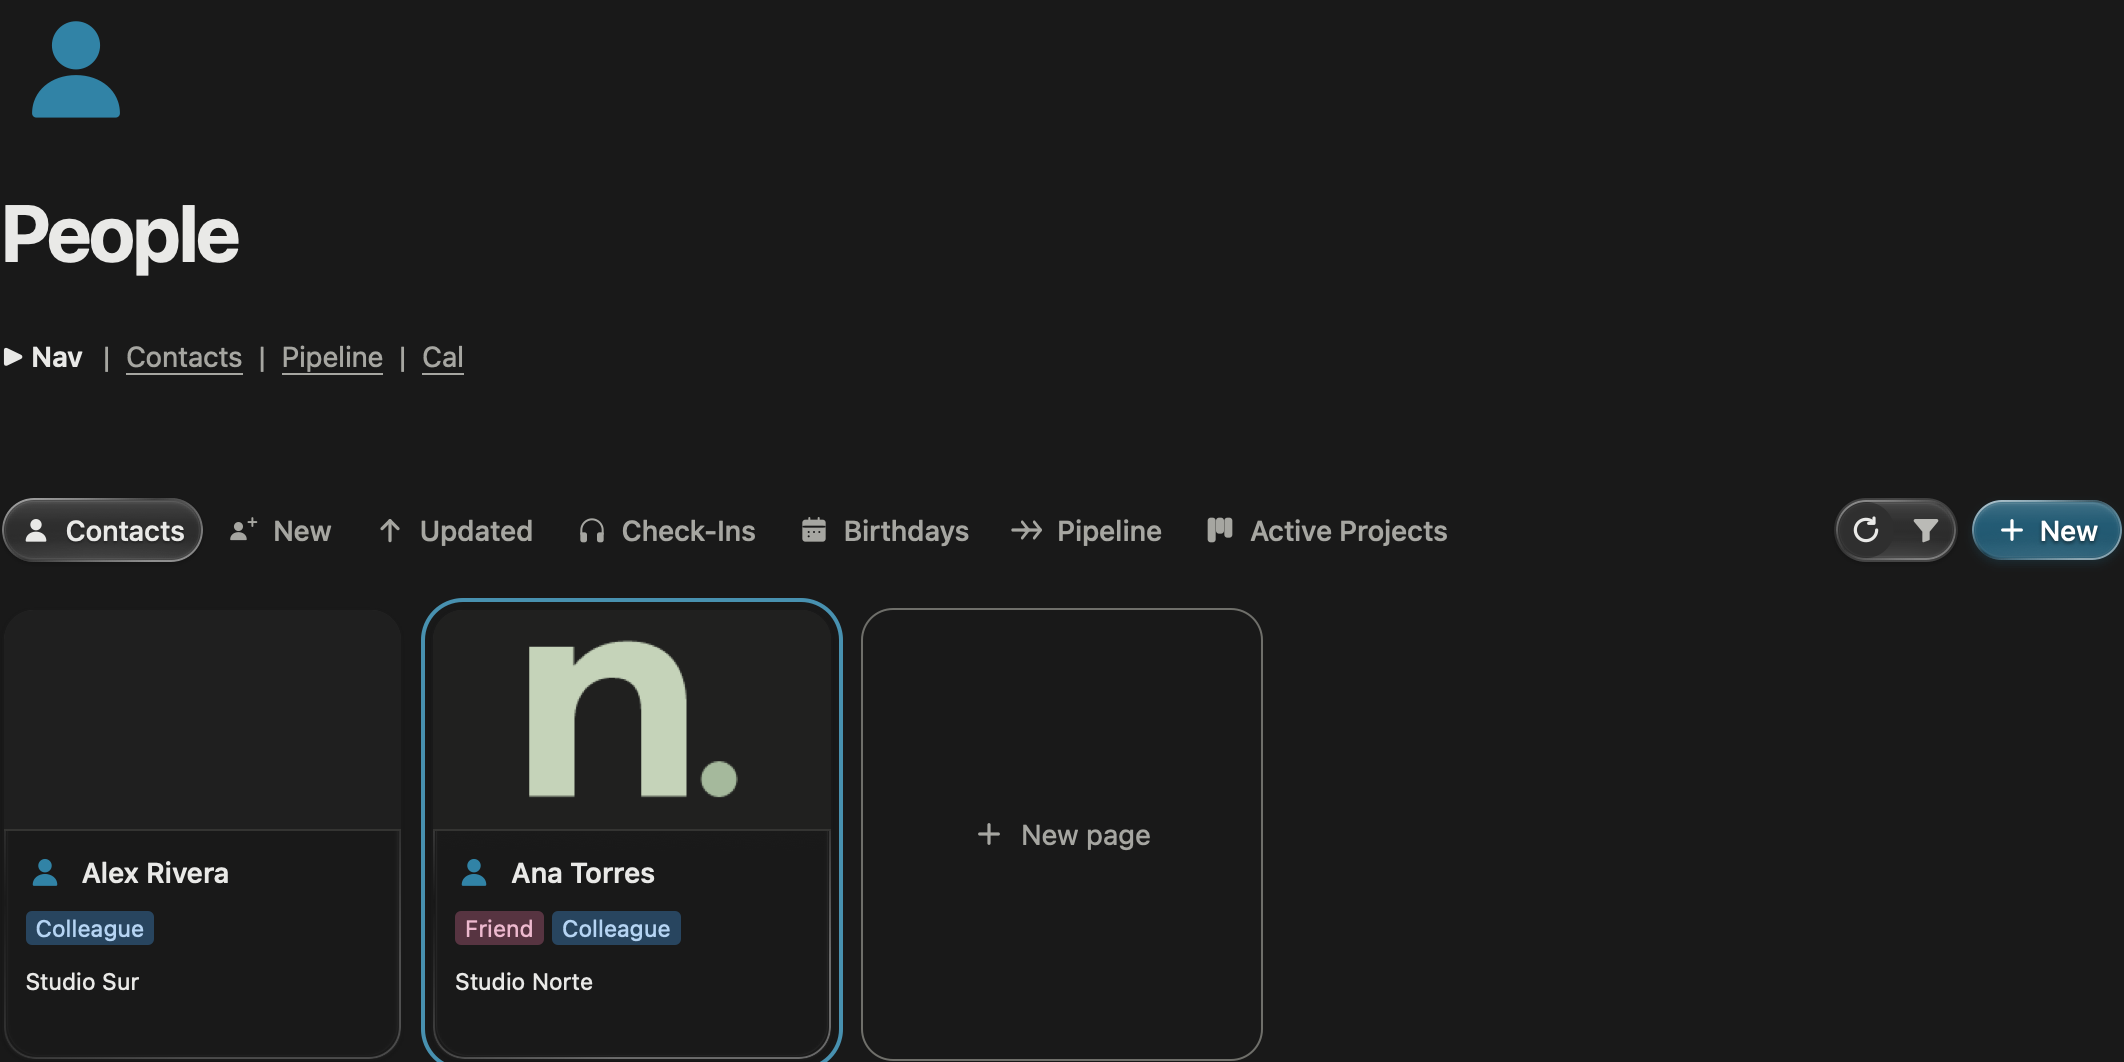 People
Nav | Contacts | Pipeline | Cal
Contacts New Updated Check-Ins Birthdays Pipeline Active Projects New
n.
Alex Rivera
Colleague
Studio Sur
Ana Torres
Friend Colleague
Studio Norte
New page